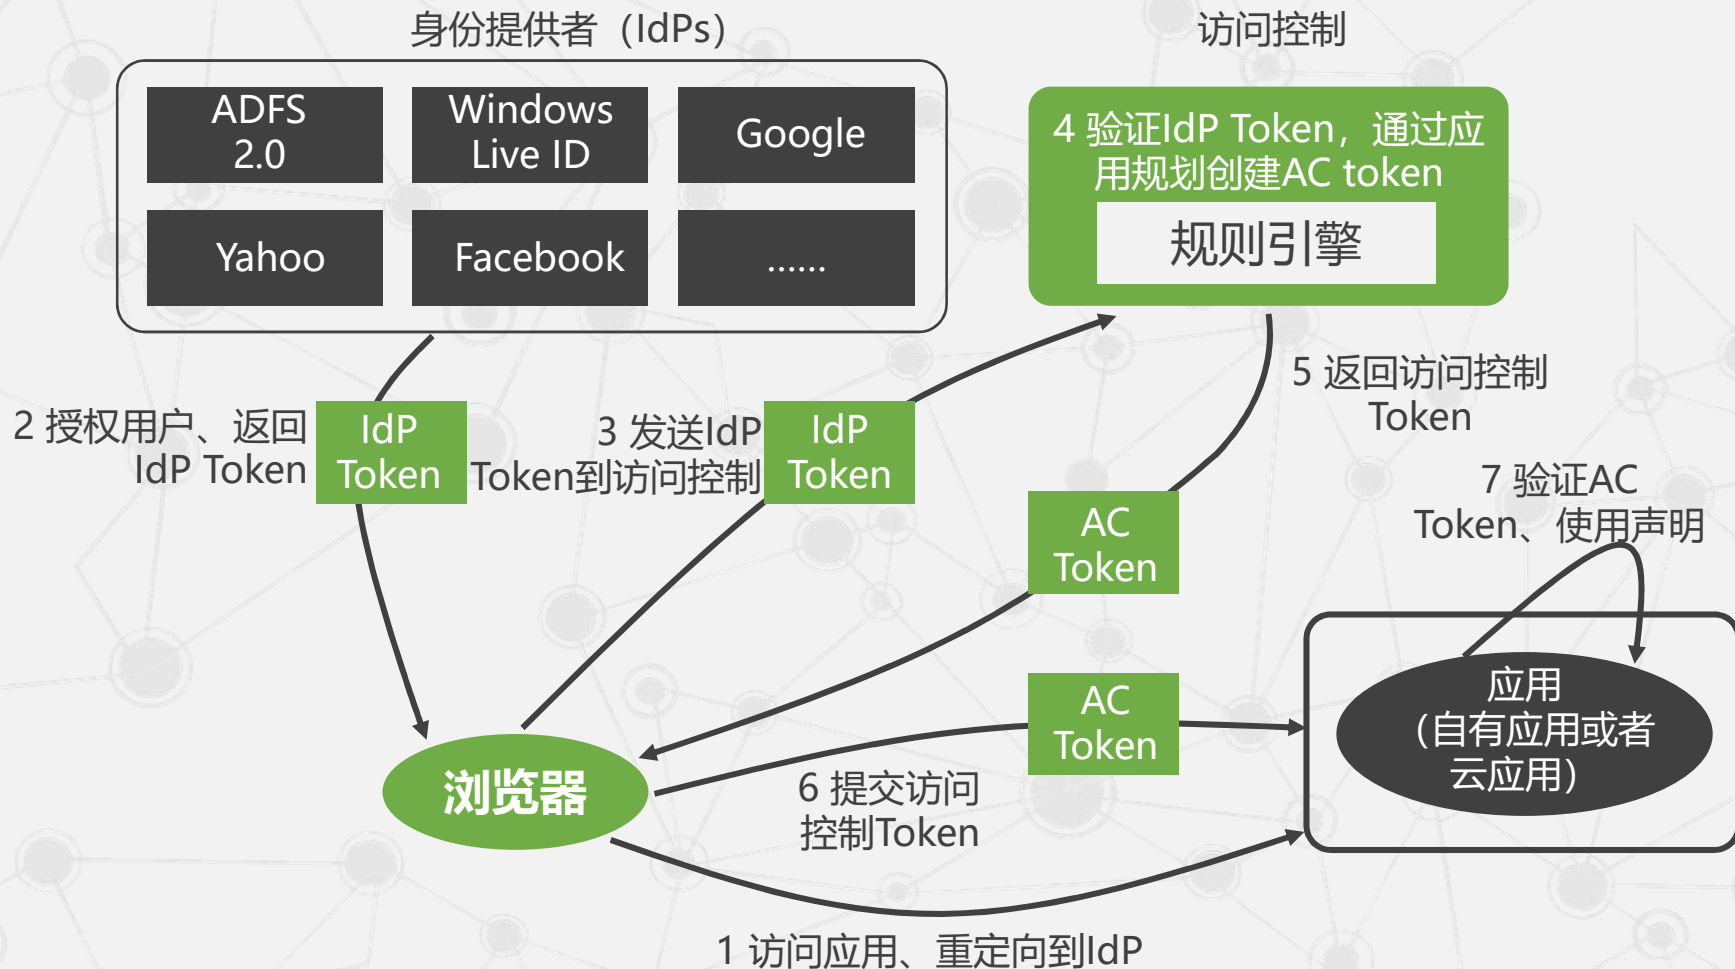 身份提供者（IdPs）
访问控制
ADFS
2.0
Windows
Live ID
Google
Yahoo
Facebook
……
4 验证IdP Token，通过应
用规划创建AC token
规则引擎
2 授权用户、返回
IdP Token
IdP
Token
3 发送IdP
Token到访问控制
IdP
Token
5 返回访问控制
Token
AC
Token
7 验证AC
Token、使用声明
AC
Token
应用
（自有应用或者
云应用）
浏览器
6 提交访问
控制Token
1 访问应用、重定向到IdP